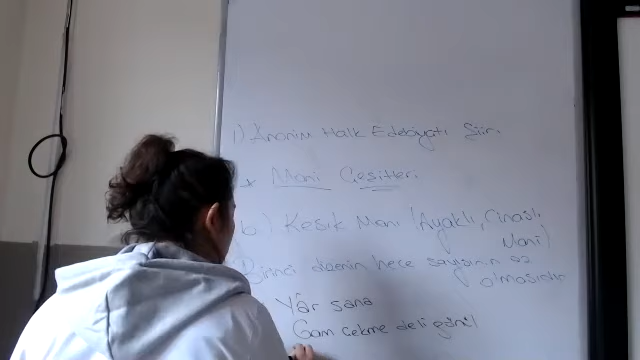 1) Anonim Halk Edebiyatı Şiiri
* Mani Çeşitleri
b) Kesik Mani (Ayaklı, Cinaslı
Mani)
Birinci dizenin hece sayısının az
olmasıdır
Yâr sana
Gam çekme deli gönül